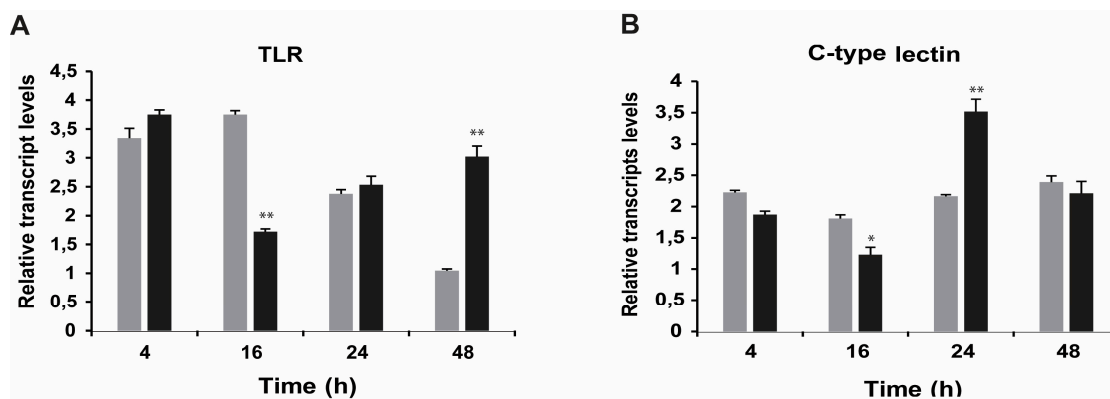 A
TLR
Relative transcript levels
4,5
4
3,5
3
2,5
2
1,5
1
0,5
0
**
**
4 16 24 48
Time (h)
B
C-type lectin
Relative transcripts levels
4
3,5
3
2,5
2
1,5
1
0,5
0
*
**
4 16 24 48
Time (h)